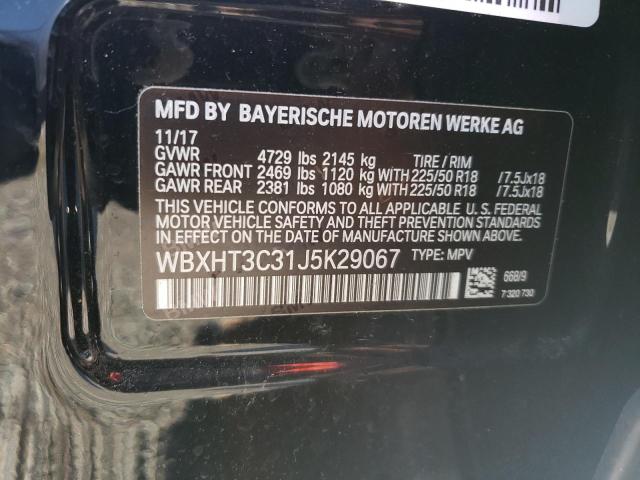 MFD BY BAYERISCHE MOTOREN WERKE AG
11/17
GVWR 4729 lbs 2145 kg TIRE / RIM
GAWR FRONT 2469 lbs 1120 kg WITH 225/50 R18 /7.5Jx18
GAWR REAR 2381 lbs 1080 kg WITH 225/50 R18 /7.5Jx18
THIS VEHICLE CONFORMS TO ALL APPLICABLE U. S. FEDERAL
MOTOR VEHICLE SAFETY AND THEFT PREVENTION STANDARDS
IN EFFECT ON THE DATE OF MANUFACTURE SHOWN ABOVE
WBXHT3C31J5K29067 TYPE: MPV
668/9
7 320 730